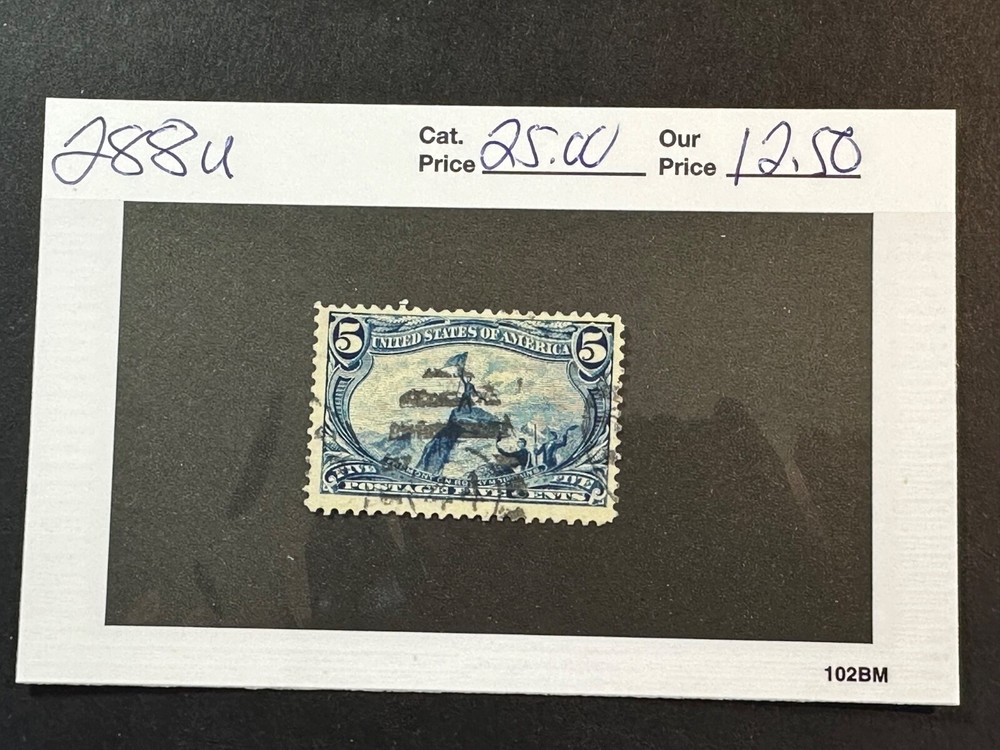 288u
Cat. Price 25.00 Our Price 12.50
5 UNITED STATES OF AMERICA 5
FIVE FIVE
POSTAGE FIVE CENTS
102BM